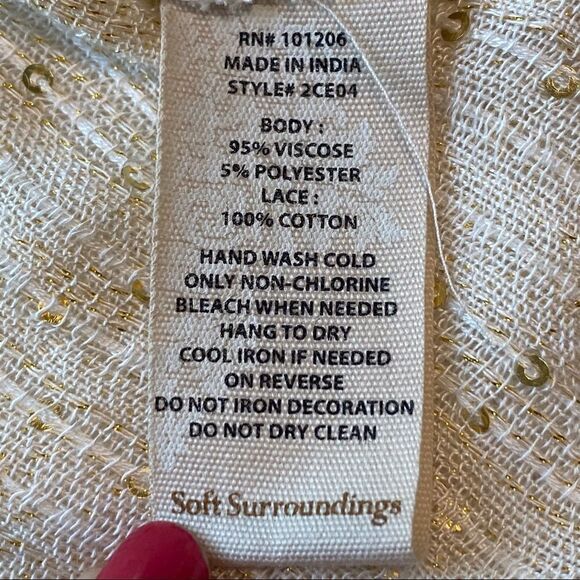 RN# 101206
MADE IN INDIA
STYLE# 2CE04
BODY :
95% VISCOSE
5% POLYESTER
LACE :
100% COTTON
HAND WASH COLD
ONLY NON-CHLORINE
BLEACH WHEN NEEDED
HANG TO DRY
COOL IRON IF NEEDED
ON REVERSE
DO NOT IRON DECORATION
DO NOT DRY CLEAN
Soft Surroundings